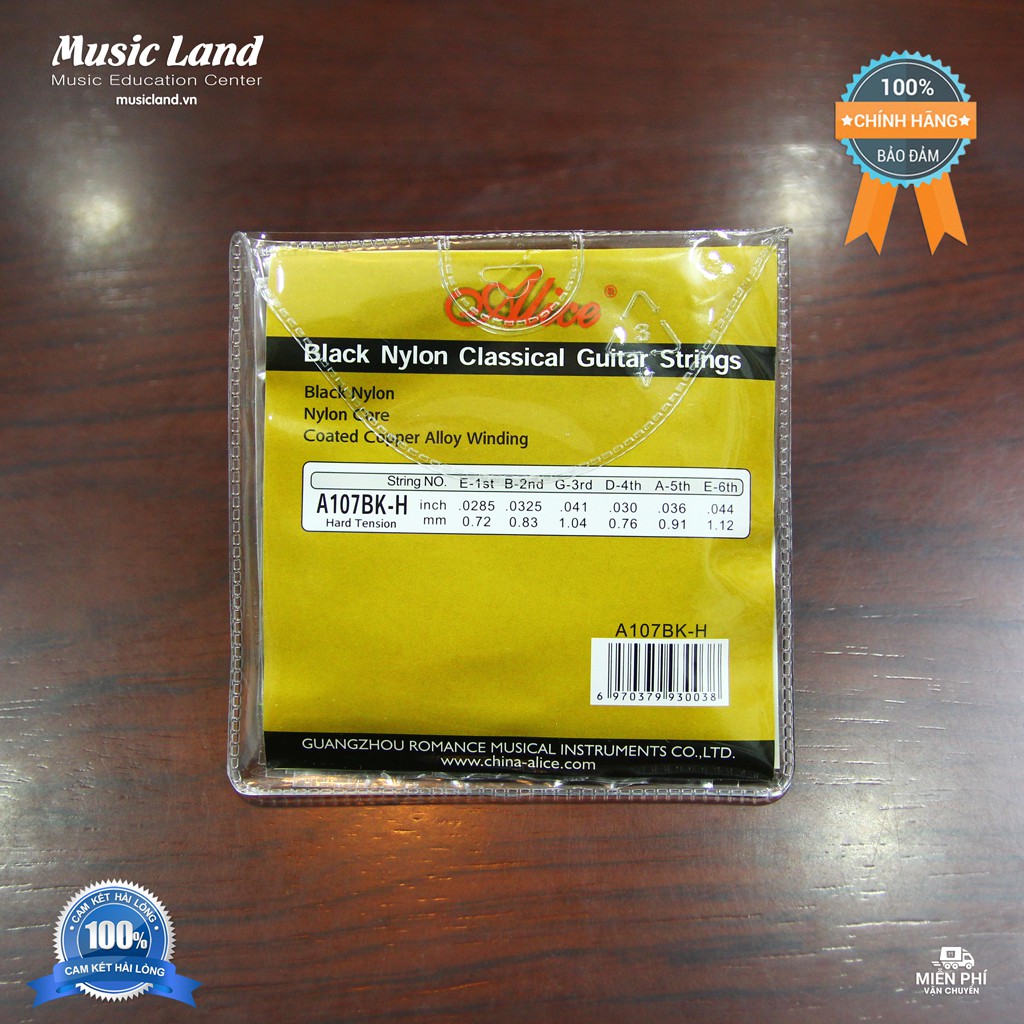 Music Land
Music Education Center
musicland.vn
100%
CHÍNH HÃNG
BẢO ĐẢM
Alice®
3
V
Black Nylon Classical Guitar Strings
Black Nylon
Nylon Core
Coated Copper Alloy Winding
String NO. E-1st B-2nd G-3rd D-4th A-5th E-6th
A107BK-H inch .0285 .0325 .041 .030 .036 .044
Hard Tension mm 0.72 0.83 1.04 0.76 0.91 1.12
A107BK-H
6 970379 930038
GUANGZHOU ROMANCE MUSICAL INSTRUMENTS CO.,LTD.
www.china-alice.com
CAM KẾT HÀI LÒNG
100%
CAM KẾT HÀI LÒNG
MIỄN PHÍ
VẬN CHUYỂN